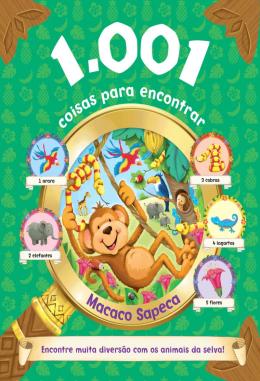 1.001
coisas para encontrar
1 arara
3 cobras
2 elefantes
4 lagartos
5 flores
Macaco Sapeca
Encontre muita diversão com os animais da selva!